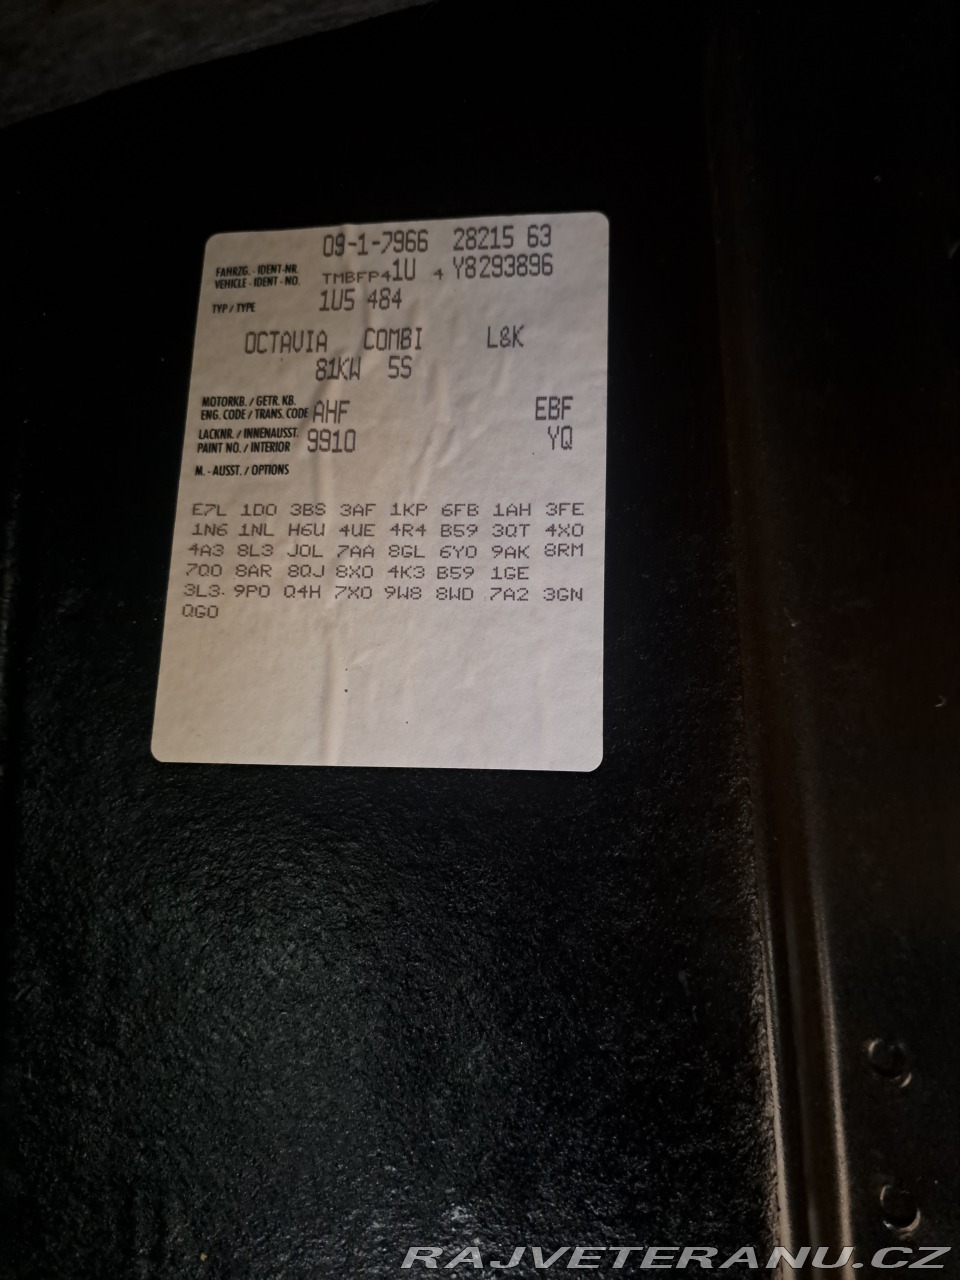 09-1-7966 28215 63
FAHRZG. - IDENT-NR.
VEHICLE - IDENT - NO. TMBFP41U 4 Y8293896
TYP / TYPE 1U5 484
OCTAVIA COMBI L&K
81KW 5S
MOTORKB. / GETR. KB.
ENG. CODE / TRANS. CODE AHF EBF
LACKNR. / INNENAUSST.
PAINT NO. / INTERIOR 9910 YQ
M. - AUSST. / OPTIONS
E7L 1D0 3BS 3AF 1KP 6FB 1AH 3FE
1N6 1NL H6U 4UE 4R4 B59 3QT 4X0
4A3 8L3 J0L 7AA 8GL 6Y0 9AK 8RM
7Q0 8AR 8QJ 8X0 4K3 B59 1GE
3L3 9P0 Q4H 7X0 9W8 8WD 7A2 3GN
QG0
RAJVETERANU.CZ